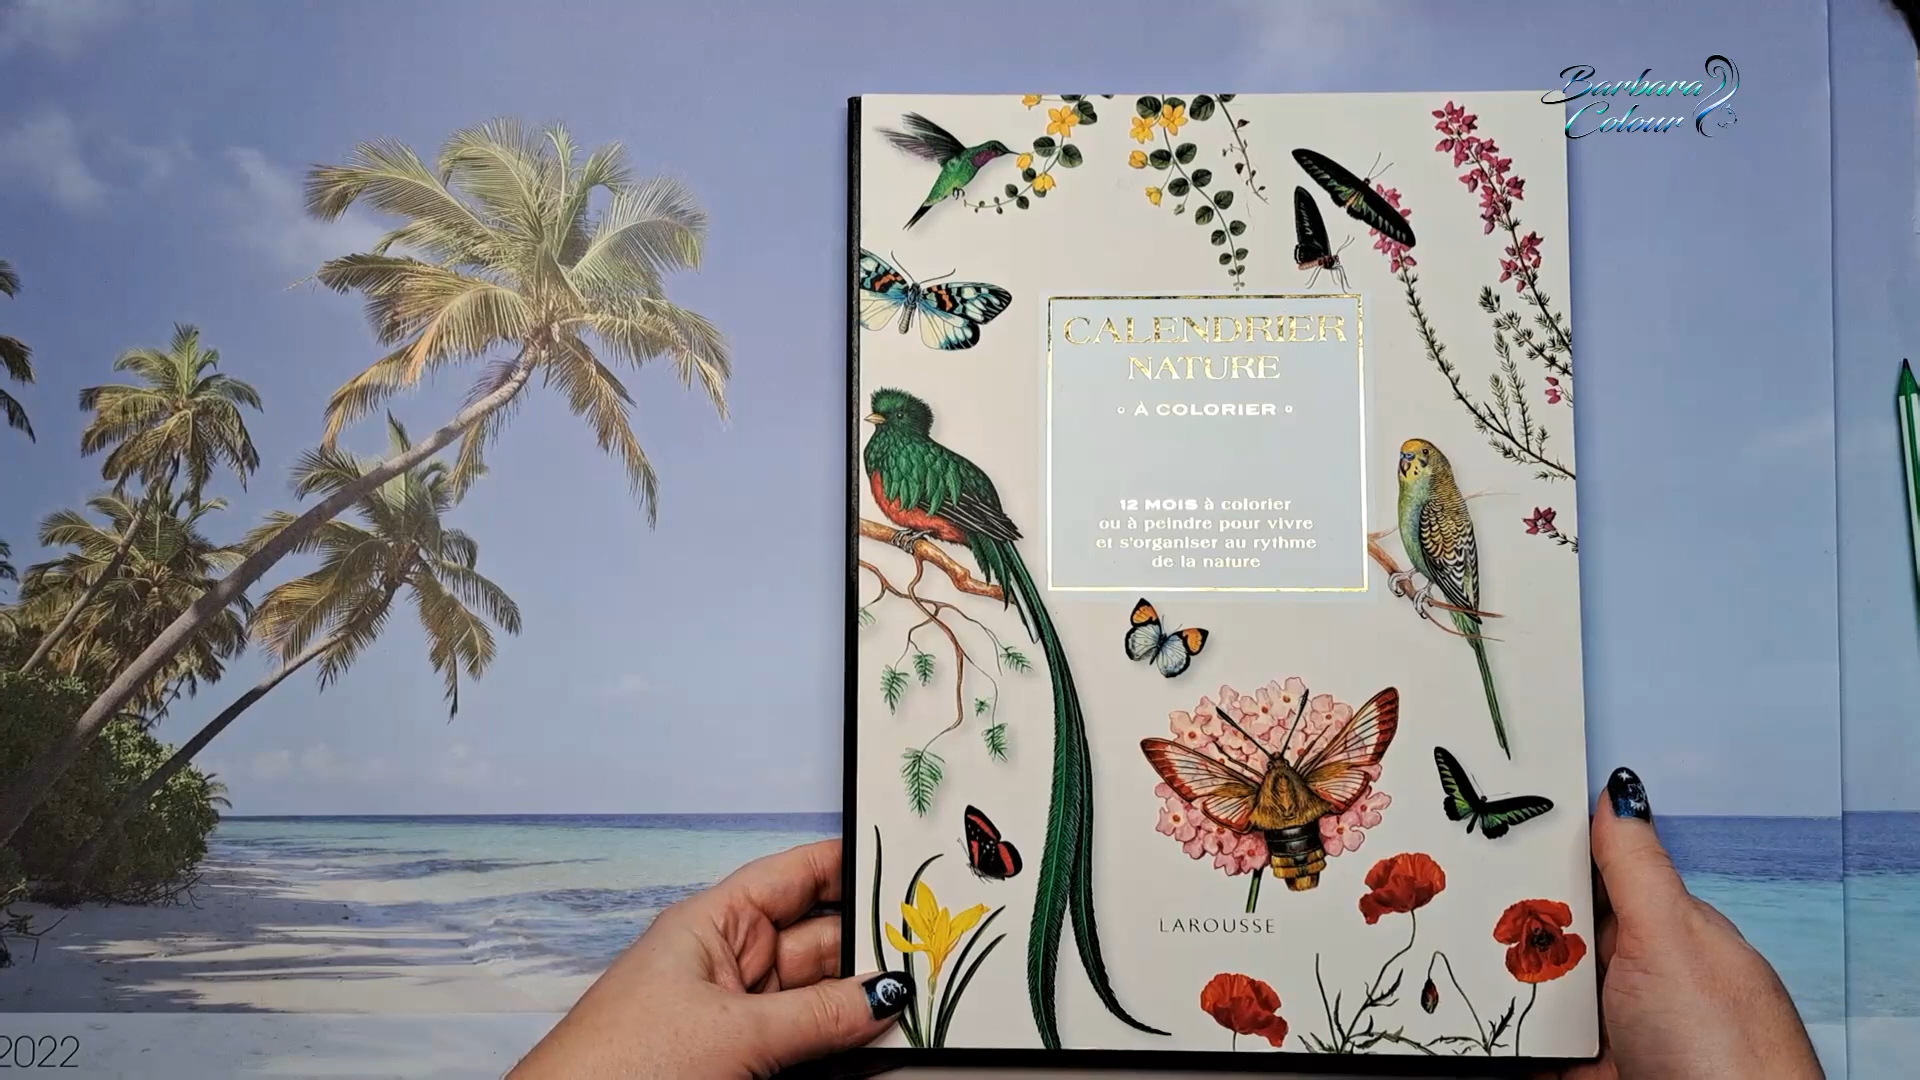 Barbara
Colour
CALENDRIER
NATURE
° À COLORIER °
12 MOIS à colorier
ou à peindre pour vivre
et s'organiser au rythme
de la nature
LAROUSSE
2022